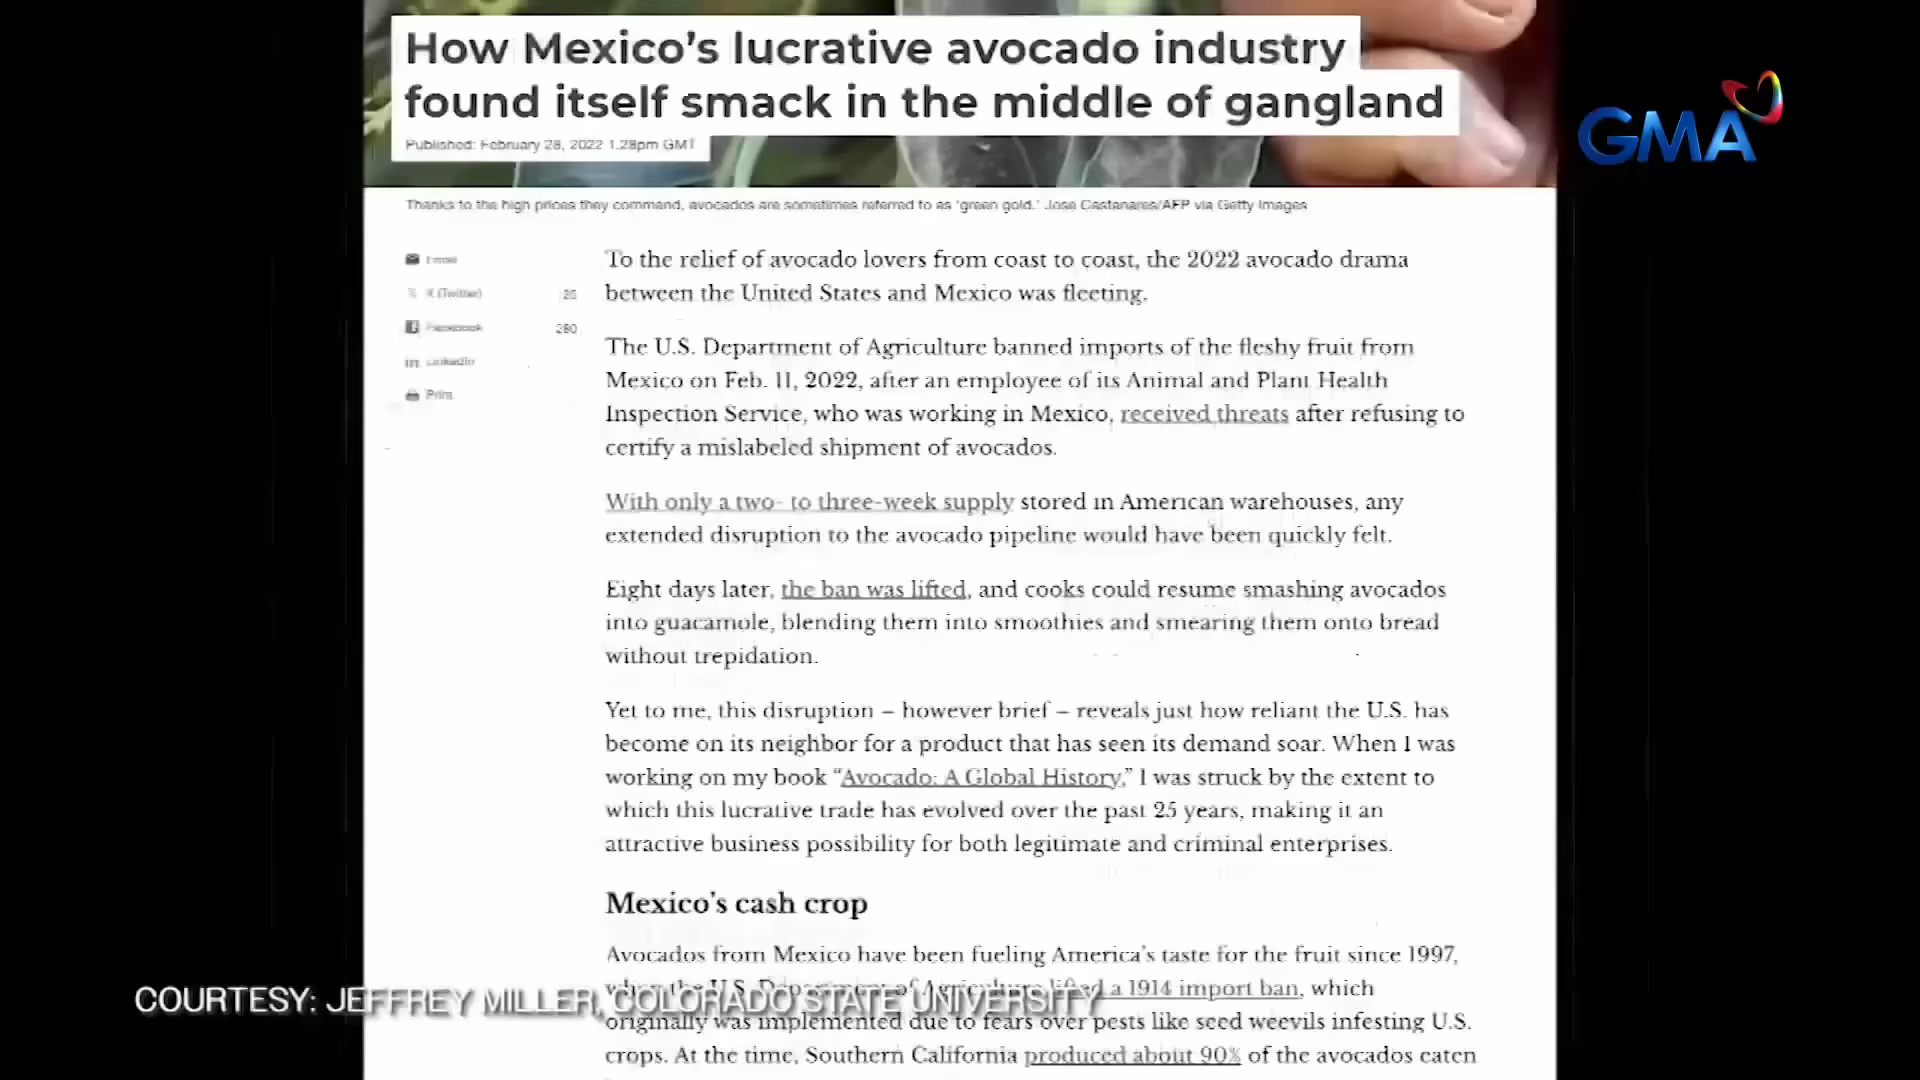 How Mexico's lucrative avocado industry
found itself smack in the middle of gangland
GMA
Published: February 28, 2022 1.28pm GMT
Thanks to the high prices they command, avocados are sometimes referred to as 'green gold.' Jose Castanares/AFP via Getty Images
Email
X (Twitter) 26
Facebook 280
LinkedIn
Print
To the relief of avocado lovers from coast to coast, the 2022 avocado drama
between the United States and Mexico was fleeting.
The U.S. Department of Agriculture banned imports of the fleshy fruit from
Mexico on Feb. 11, 2022, after an employee of its Animal and Plant Health
Inspection Service, who was working in Mexico, received threats after refusing to
certify a mislabeled shipment of avocados.
With only a two- to three-week supply stored in American warehouses, any
extended disruption to the avocado pipeline would have been quickly felt.
Eight days later, the ban was lifted, and cooks could resume smashing avocados
into guacamole, blending them into smoothies and smearing them onto bread
without trepidation.
Yet to me, this disruption – however brief – reveals just how reliant the U.S. has
become on its neighbor for a product that has seen its demand soar. When I was
working on my book “Avocado: A Global History,” I was struck by the extent to
which this lucrative trade has evolved over the past 25 years, making it an
attractive business possibility for both legitimate and criminal enterprises.
Mexico's cash crop
Avocados from Mexico have been fueling America's taste for the fruit since 1997,
when the U.S. Department of Agriculture lifted a 1914 import ban, which
COURTESY: JEFFREY MILLER, COLORADO STATE UNIVERSITY
originally was implemented due to fears over pests like seed weevils infesting U.S.
crops. At the time, Southern California produced about 90% of the avocados eaten